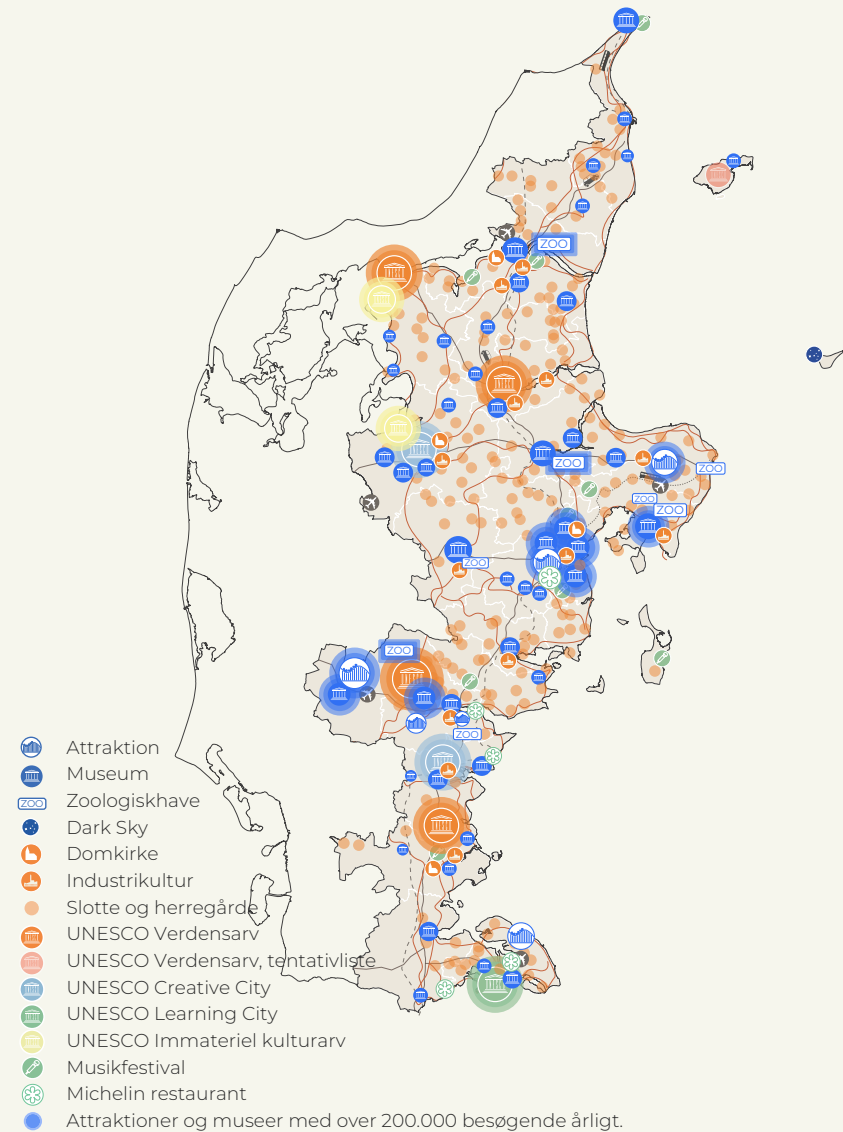 ZOO
ZOO
ZOO
ZOO
ZOO
ZOO
ZOO
ZOO
Attraktion
Museum
ZOO Zoologiskhave
Dark Sky
Domkirke
Industrikultur
Slotte og herregårde
UNESCO Verdensarv
UNESCO Verdensarv, tentativliste
UNESCO Creative City
UNESCO Learning City
UNESCO Immateriel kulturarv
Musikfestival
Michelin restaurant
Attraktioner og museer med over 200.000 besøgende årligt.